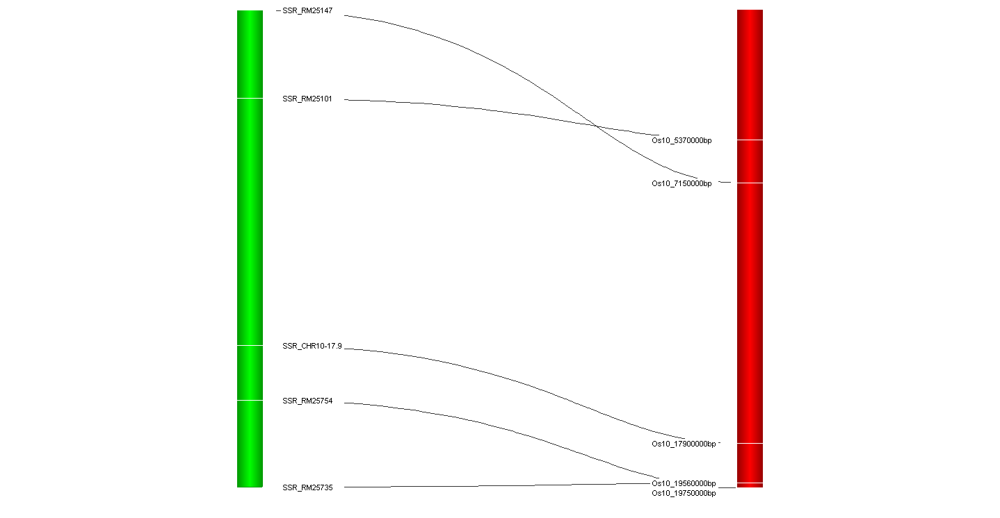 SSR_RM25147
SSR_RM25101
Os10_5370000bp
Os10_7150000bp
SSR_CHR10-17.9
SSR_RM25754
Os10_17900000bp
Os10_19560000bp
SSR_RM25735
Os10_19750000bp